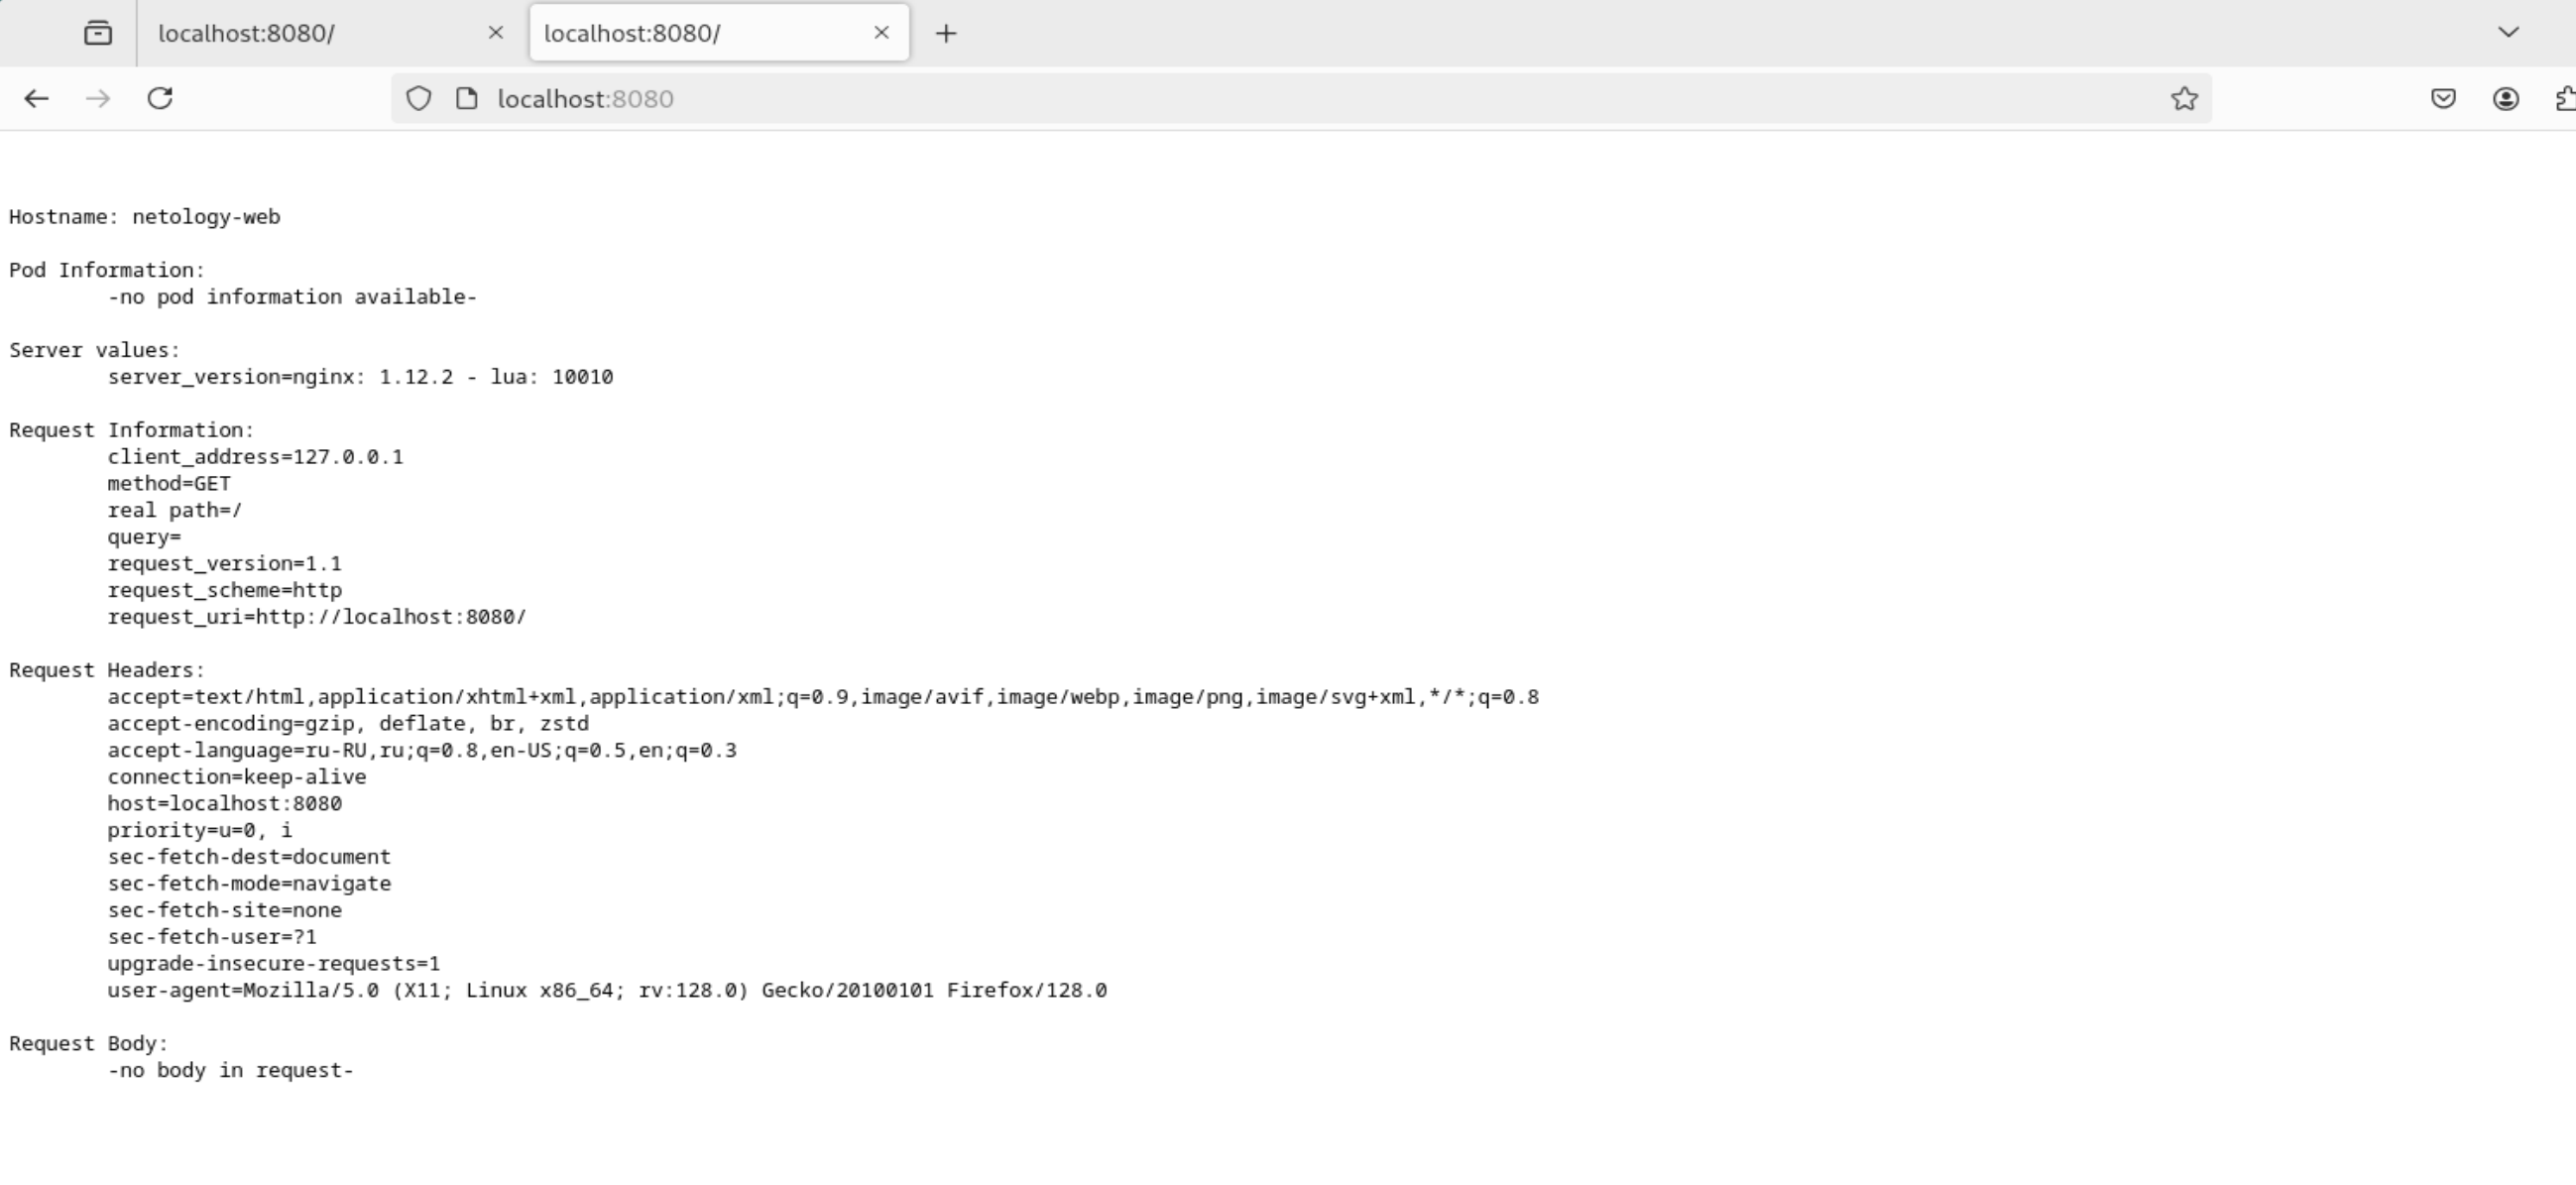 localhost:8080/
localhost:8080/
localhost:8080
Hostname: netology-web
Pod Information:
-no pod information available-
Server values:
server_version=nginx: 1.12.2 - lua: 10010
Request Information:
client_address=127.0.0.1
method=GET
real path=/
query=
request_version=1.1
request_scheme=http
request_uri=http://localhost:8080/
Request Headers:
accept=text/html,application/xhtml+xml,application/xml;q=0.9,image/avif,image/webp,image/png,image/svg+xml,*/*;q=0.8
accept-encoding=gzip, deflate, br, zstd
accept-language=ru-RU,ru;q=0.8,en-US;q=0.5,en;q=0.3
connection=keep-alive
host=localhost:8080
priority=u=0, i
sec-fetch-dest=document
sec-fetch-mode=navigate
sec-fetch-site=none
sec-fetch-user=?1
upgrade-insecure-requests=1
user-agent=Mozilla/5.0 (X11; Linux x86_64; rv:128.0) Gecko/20100101 Firefox/128.0
Request Body:
-no body in request-